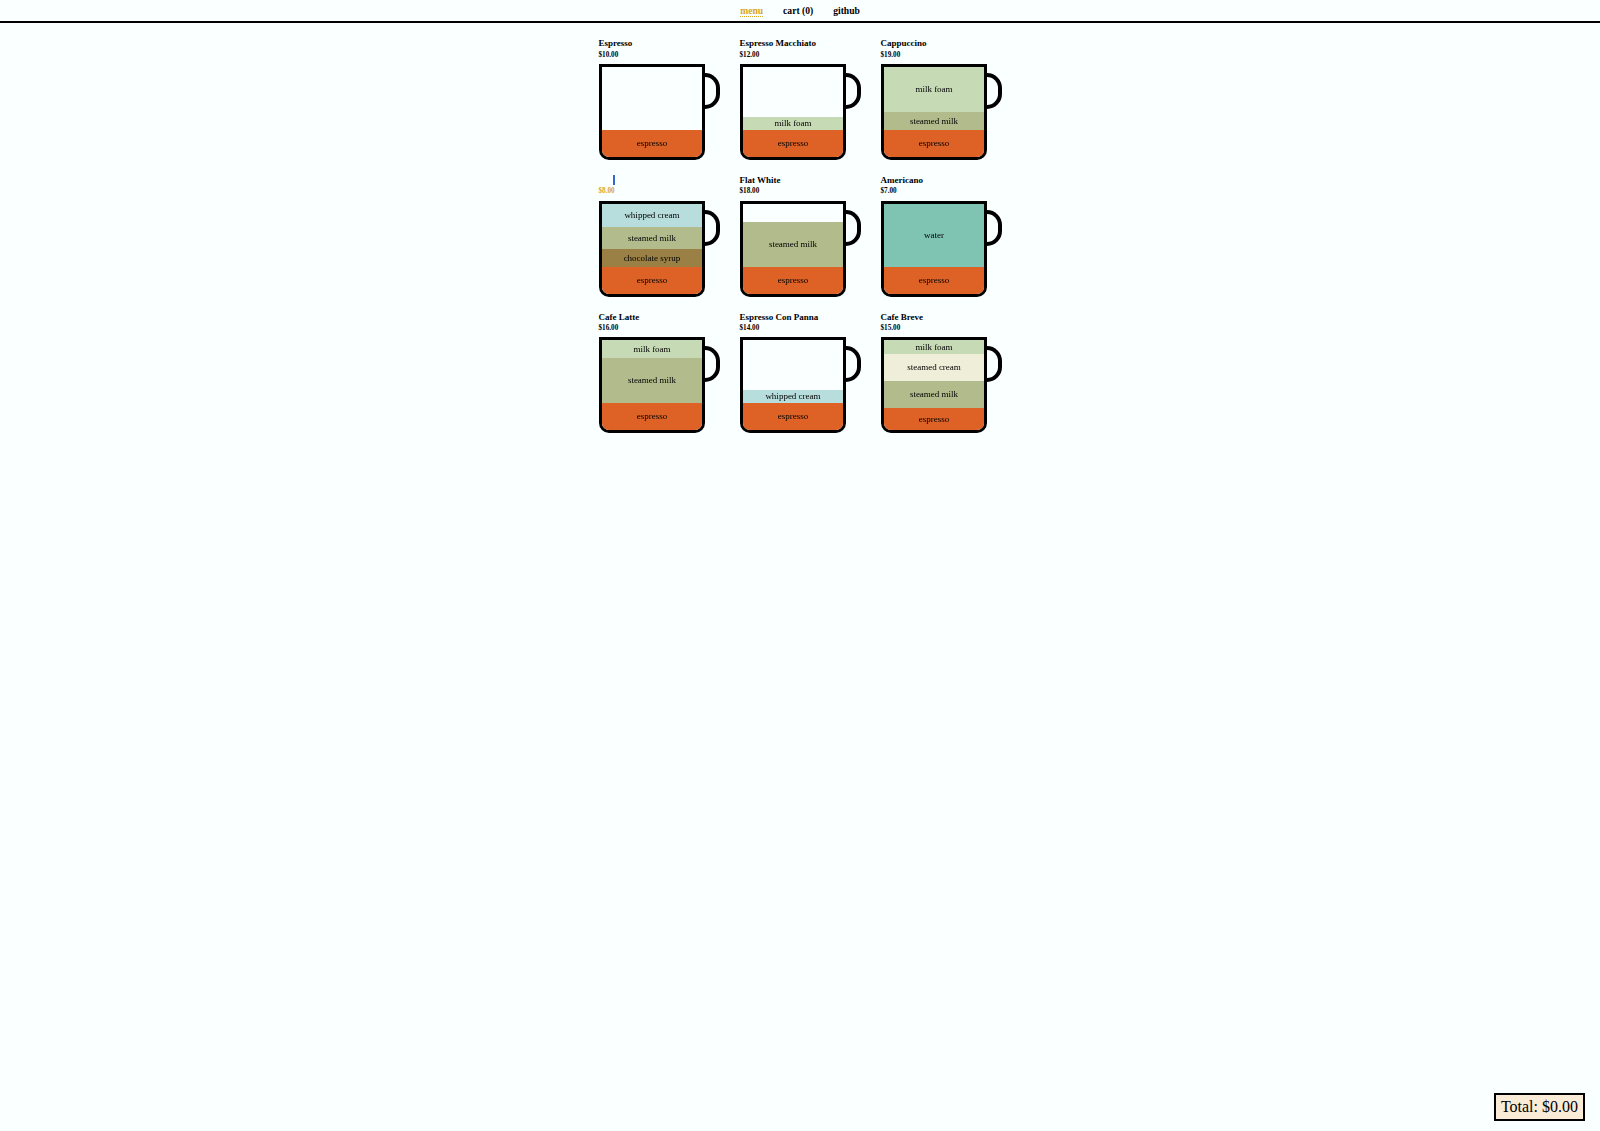 menu cart (0) github
Espresso
$10.00
espresso
Espresso Macchiato
$12.00
milk foam
espresso
Cappuccino
$19.00
milk foam
steamed milk
espresso
$8.00
whipped cream
steamed milk
chocolate syrup
espresso
Flat White
$18.00
steamed milk
espresso
Americano
$7.00
water
espresso
Cafe Latte
$16.00
milk foam
steamed milk
espresso
Espresso Con Panna
$14.00
whipped cream
espresso
Cafe Breve
$15.00
milk foam
steamed cream
steamed milk
espresso
Total: $0.00